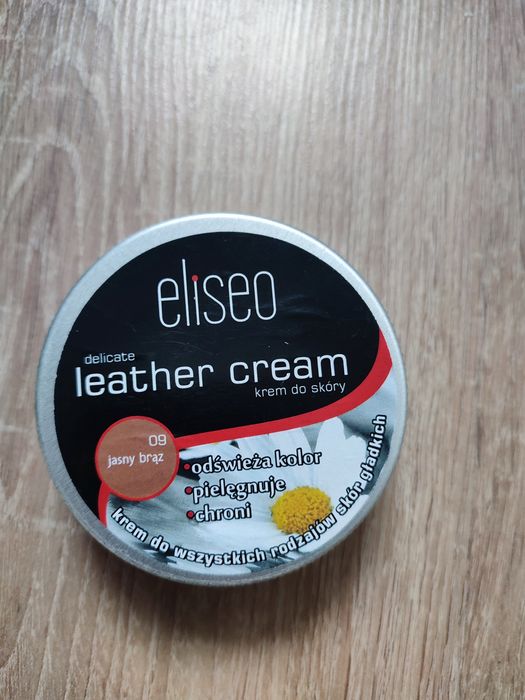 eliseo
delicate
leather cream
krem do skóry
09
jasny brąz
•odświeża kolor
•pielęgnuje
•chroni
krem do wszystkich rodzajów skór gładkich